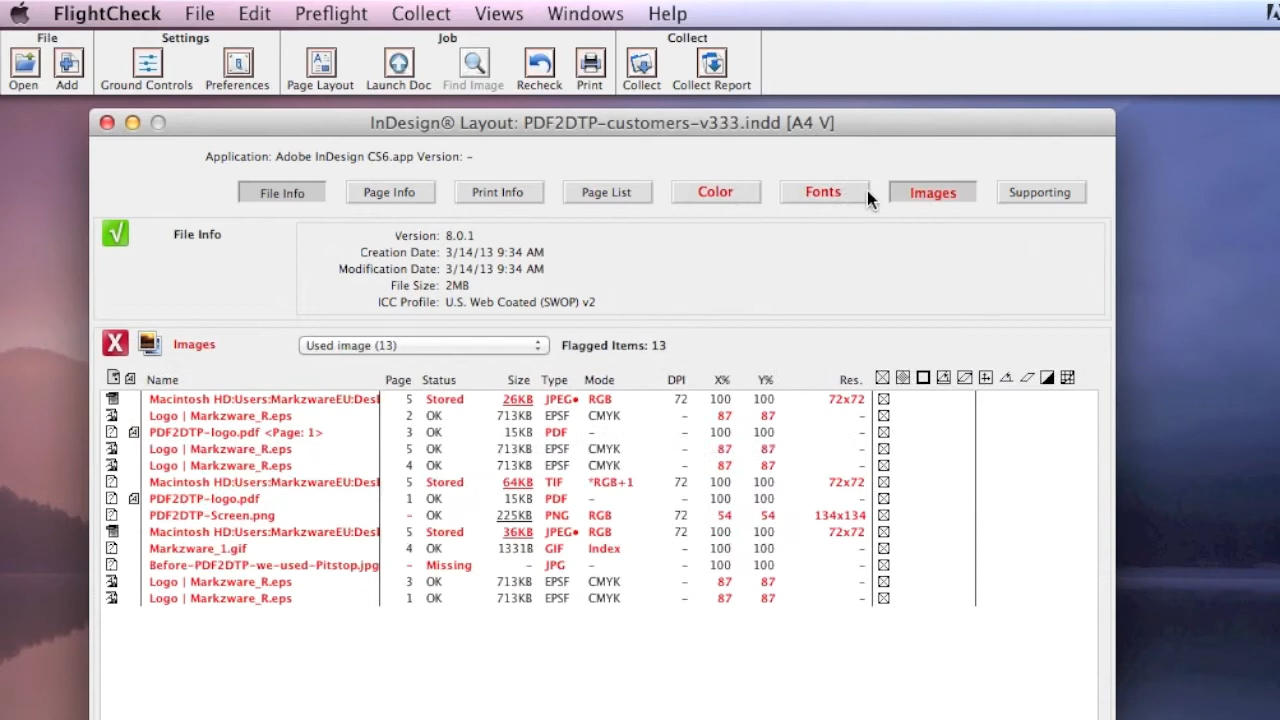 FlightCheck File Edit Preflight Collect Views Windows Help
File Settings Job Collect
Open Add Ground Controls Preferences Page Layout Launch Doc Find Image Recheck Print Collect Collect Report
InDesign® Layout: PDF2DTP-customers-v333.indd [A4 V]
Application: Adobe InDesign CS6.app Version: –
File Info Page Info Print Info Page List Color Fonts Images Supporting
File Info
Version: 8.0.1
Creation Date: 3/14/13 9:34 AM
Modification Date: 3/14/13 9:34 AM
File Size: 2MB
ICC Profile: U.S. Web Coated (SWOP) v2
X Images Used image (13) Flagged Items: 13
Name Page Status Size Type Mode DPI X% Y% Res.
Macintosh HD:Users:MarkzwareEU:Desl 5 Stored 26KB JPEG• RGB 72 100 100 72x72
Logo | Markzware_R.eps 2 OK 713KB EPSF CMYK – 87 87 –
PDF2DTP-logo.pdf <Page: 1> 3 OK 15KB PDF – – 100 100 –
Logo | Markzware_R.eps 5 OK 713KB EPSF CMYK – 87 87 –
Logo | Markzware_R.eps 4 OK 713KB EPSF CMYK – 87 87 –
Macintosh HD:Users:MarkzwareEU:Desl 5 Stored 64KB TIF *RGB+1 72 100 100 72x72
PDF2DTP-logo.pdf 1 OK 15KB PDF – – 100 100 –
PDF2DTP-Screen.png – OK 225KB PNG RGB 72 54 54 134x134
Macintosh HD:Users:MarkzwareEU:Desl 5 Stored 36KB JPEG• RGB 72 100 100 72x72
Markzware_1.gif 4 OK 1331B GIF Index – 100 100 –
Before-PDF2DTP-we-used-Pitstop.jpg – Missing – JPG – – 100 100 –
Logo | Markzware_R.eps 3 OK 713KB EPSF CMYK – 87 87 –
Logo | Markzware_R.eps 1 OK 713KB EPSF CMYK – 87 87 –